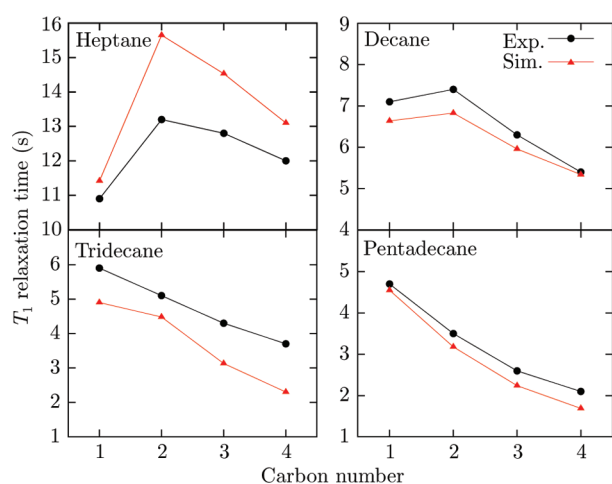 Heptane
16
15
14
13
12
11
10
Decane
Exp.
Sim.
9
8
7
6
5
4
Tridecane
6
5
4
3
2
1
1 2 3 4
Pentadecane
5
4
3
2
1
1 2 3 4
T₁ relaxation time (s)
Carbon number